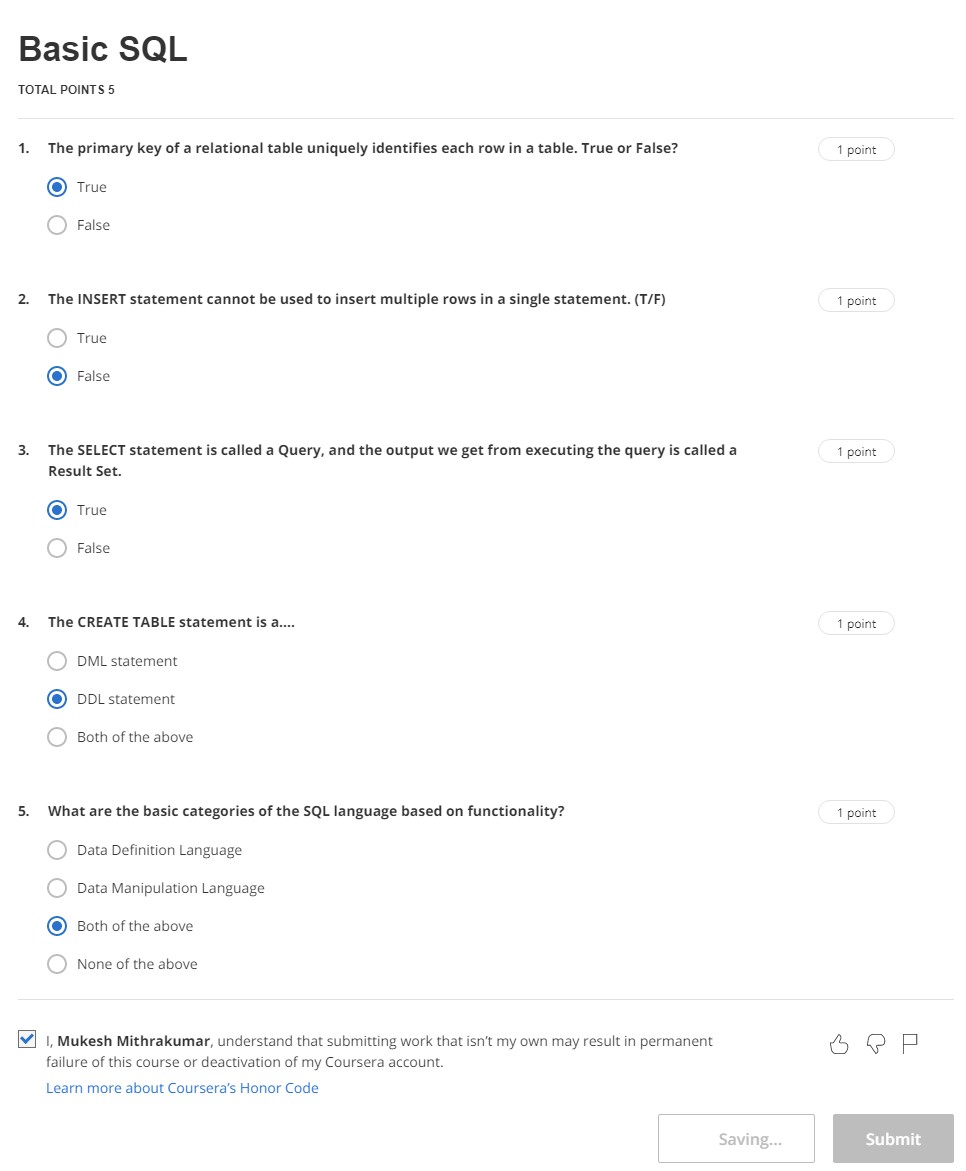 Basic SQL
TOTAL POINTS 5
1. The primary key of a relational table uniquely identifies each row in a table. True or False?
1 point
True
False
2. The INSERT statement cannot be used to insert multiple rows in a single statement. (T/F)
1 point
True
False
3. The SELECT statement is called a Query, and the output we get from executing the query is called a
Result Set.
1 point
True
False
4. The CREATE TABLE statement is a....
1 point
DML statement
DDL statement
Both of the above
5. What are the basic categories of the SQL language based on functionality?
1 point
Data Definition Language
Data Manipulation Language
Both of the above
None of the above
I, Mukesh Mithrakumar, understand that submitting work that isn't my own may result in permanent
failure of this course or deactivation of my Coursera account.
Learn more about Coursera's Honor Code
Saving...
Submit